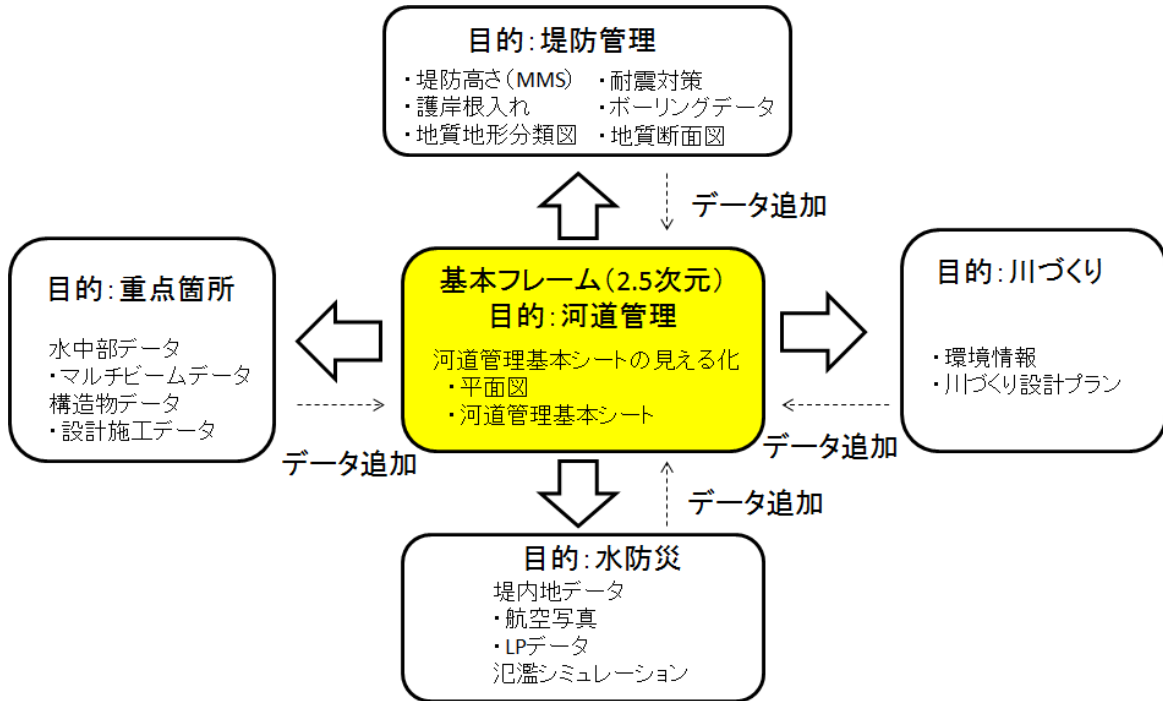 目的：堤防管理
・堤防高さ（MMS）　・耐震対策
・護岸根入れ　・ボーリングデータ
・地質地形分類図　・地質断面図
データ追加
目的：重点箇所
水中部データ
・マルチビームデータ
構造物データ
・設計施工データ
データ追加
基本フレーム（2.5次元）
目的：河道管理
河道管理基本シートの見える化
・平面図
・河道管理基本シート
目的：川づくり
・環境情報
・川づくり設計プラン
データ追加
データ追加
目的：水防災
堤内地データ
・航空写真
・LPデータ
氾濫シミュレーション